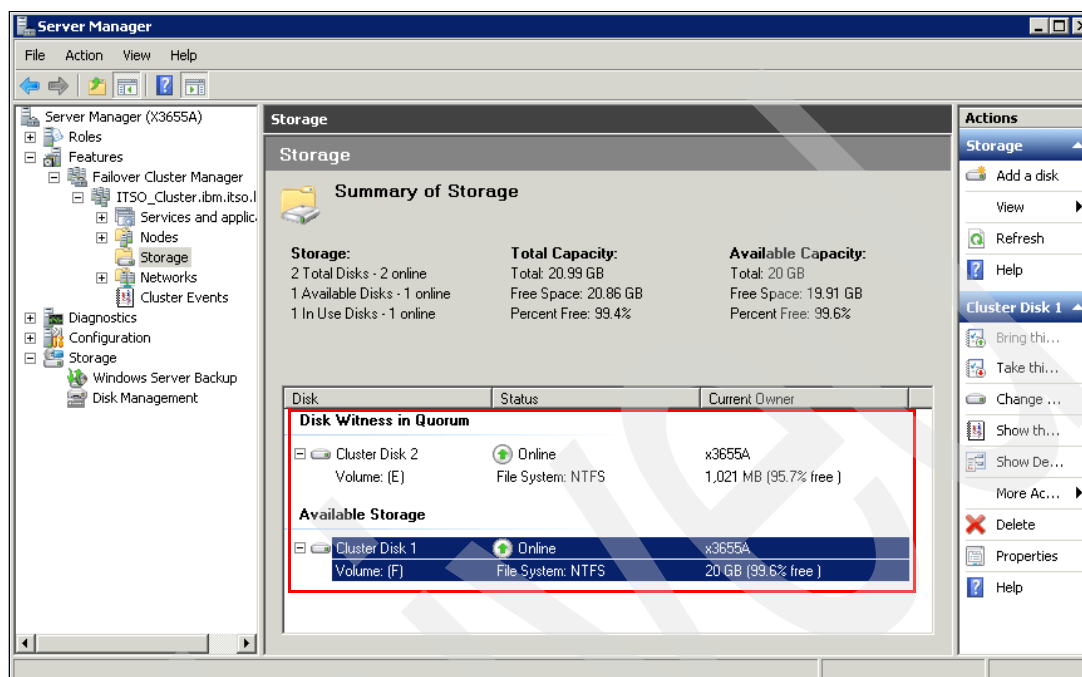 Server Manager
File Action View Help
Server Manager (X3655A)
Roles
Features
Failover Cluster Manager
ITSO_Cluster.ibm.itso.l
Services and applic
Nodes
Storage
Networks
Cluster Events
Diagnostics
Configuration
Storage
Windows Server Backup
Disk Management
Storage
Storage
Summary of Storage
Storage: Total Capacity: Available Capacity:
2 Total Disks - 2 online Total: 20.99 GB Total: 20 GB
1 Available Disks - 1 online Free Space: 20.86 GB Free Space: 19.91 GB
1 In Use Disks - 1 online Percent Free: 99.4% Percent Free: 99.6%
Disk Status Current Owner
Disk Witness in Quorum
Cluster Disk 2 Online x3655A
Volume: (E) File System: NTFS 1,021 MB (95.7% free )
Available Storage
Cluster Disk 1 Online x3655A
Volume: (F) File System: NTFS 20 GB (99.6% free )
Actions
Storage
Add a disk
View
Refresh
Help
Cluster Disk 1
Bring thi...
Take thi...
Change ...
Show th...
Show De...
More Ac...
Delete
Properties
Help